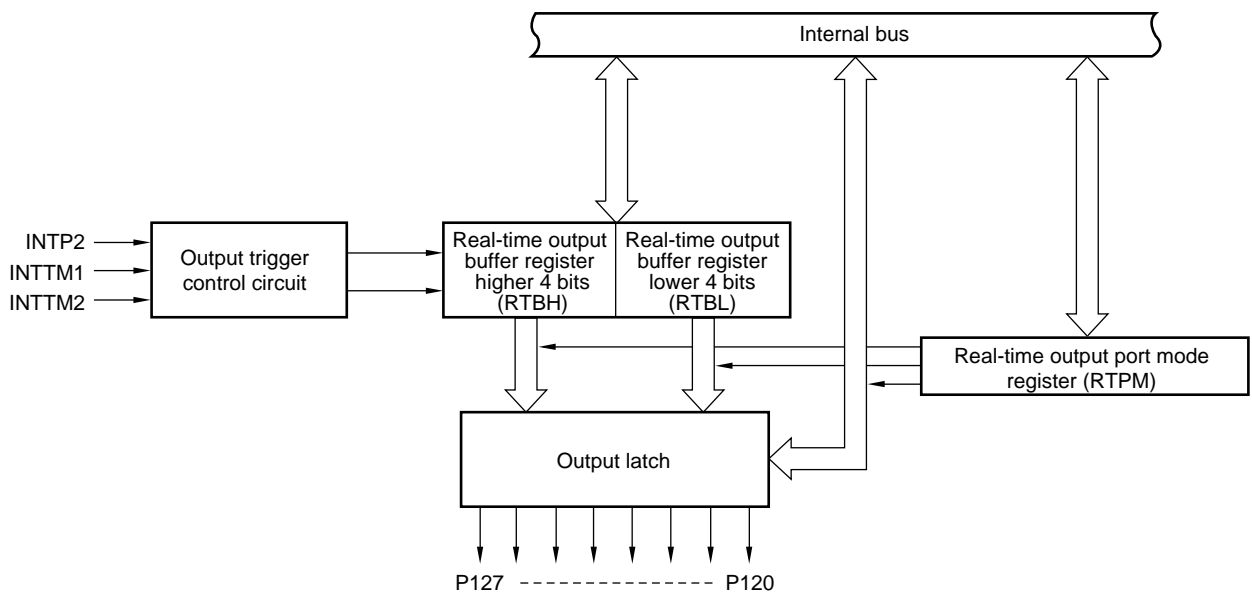 Internal bus
INTP2
INTTM1
INTTM2
Output trigger
control circuit
Real-time output
buffer register
higher 4 bits
(RTBH)
Real-time output
buffer register
lower 4 bits
(RTBL)
Real-time output port mode
register (RTPM)
Output latch
P127
P120